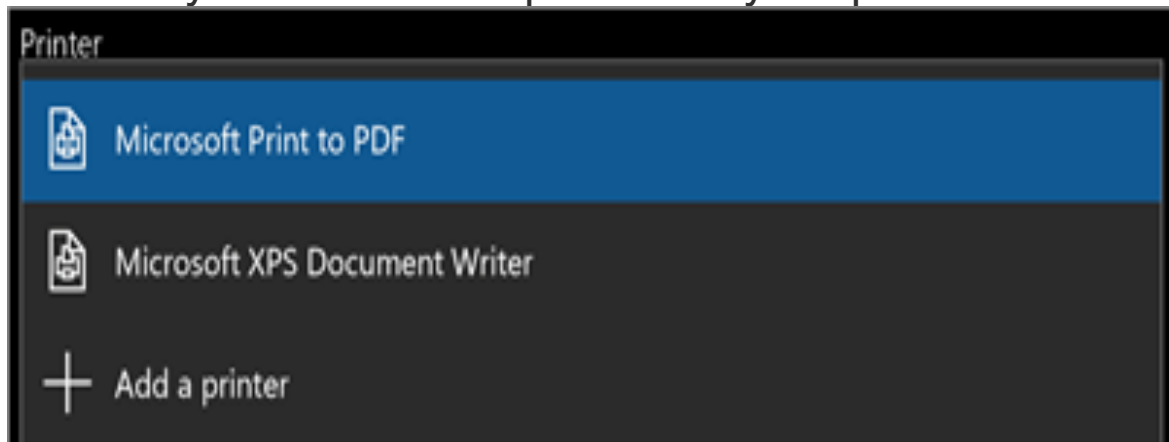 Printer
Microsoft Print to PDF
Microsoft XPS Document Writer
Add a printer